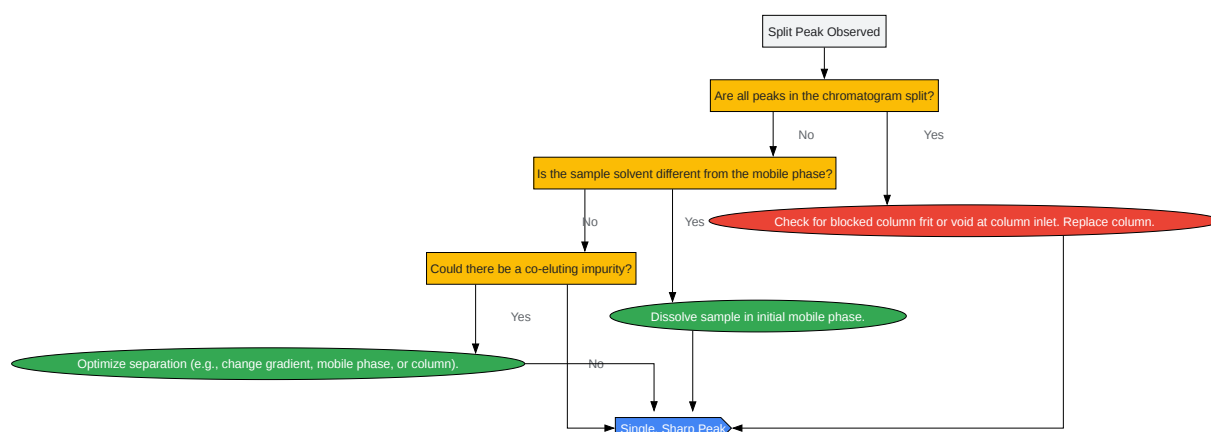 Split Peak Observed
Are all peaks in the chromatogram split?
No
Yes
Is the sample solvent different from the mobile phase?
No
Yes
Check for blocked column frit or void at column inlet. Replace column.
Could there be a co-eluting impurity?
Yes
Dissolve sample in initial mobile phase.
Optimize separation (e.g., change gradient, mobile phase, or column).
No
Single, Sharp Peak